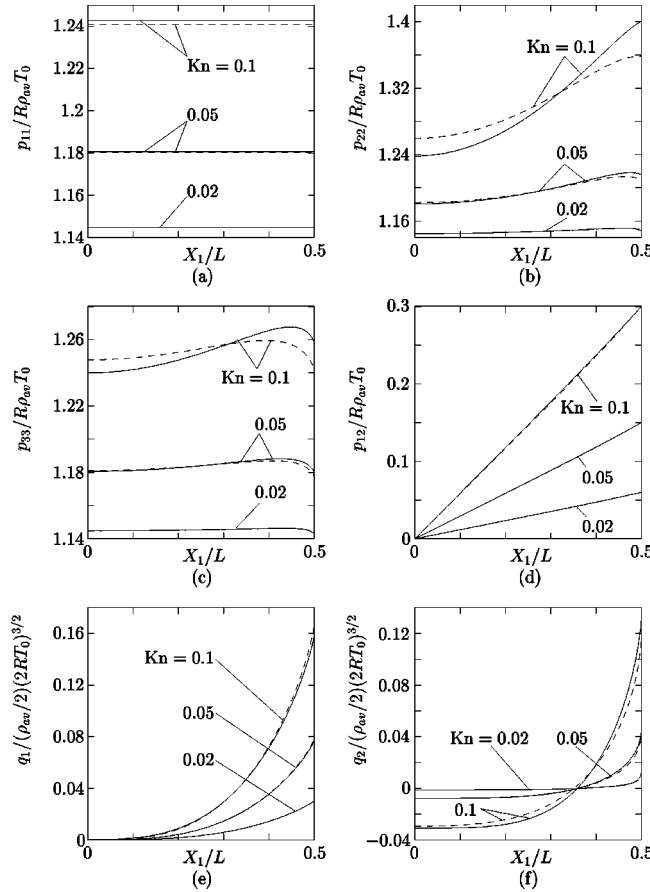 1.24
1.22
1.2
1.18
1.16
1.14
p₁₁/RρₐᵥT₀
Kn = 0.1
0.05
0.02
0
0.5
X₁/L
(a)
1.4
1.32
1.24
1.16
p₂₂/RρₐᵥT₀
Kn = 0.1
0.05
0.02
0
0.5
X₁/L
(b)
1.26
1.22
1.18
1.14
p₃₃/RρₐᵥT₀
Kn = 0.1
0.05
0.02
0
0.5
X₁/L
(c)
0.3
0.2
0.1
0
p₁₂/RρₐᵥT₀
Kn = 0.1
0.05
0.02
0
0.5
X₁/L
(d)
0.16
0.12
0.08
0.04
0
q₁/(ρₐᵥ/2)(2RT₀)³/²
Kn = 0.1
0.05
0.02
0
0.5
X₁/L
(e)
0.12
0.08
0.04
0
−0.04
q₂/(ρₐᵥ/2)(2RT₀)³/²
Kn = 0.02
0.05
0.1
0
0.5
X₁/L
(f)